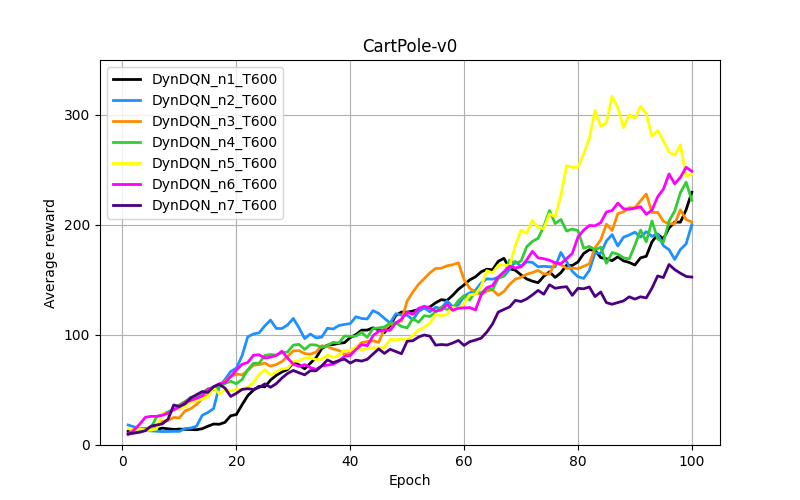 CartPole-v0
DynDQN_n1_T600
DynDQN_n2_T600
DynDQN_n3_T600
DynDQN_n4_T600
DynDQN_n5_T600
DynDQN_n6_T600
DynDQN_n7_T600
Average reward
300
200
100
0
0 20 40 60 80 100
Epoch